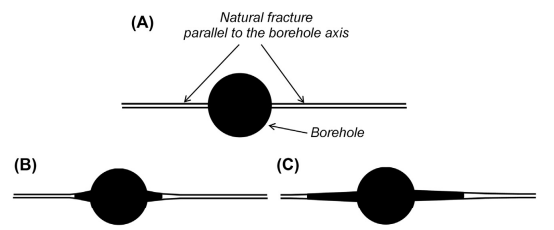 (A)
Natural fracture
parallel to the borehole axis
Borehole
(B)
(C)